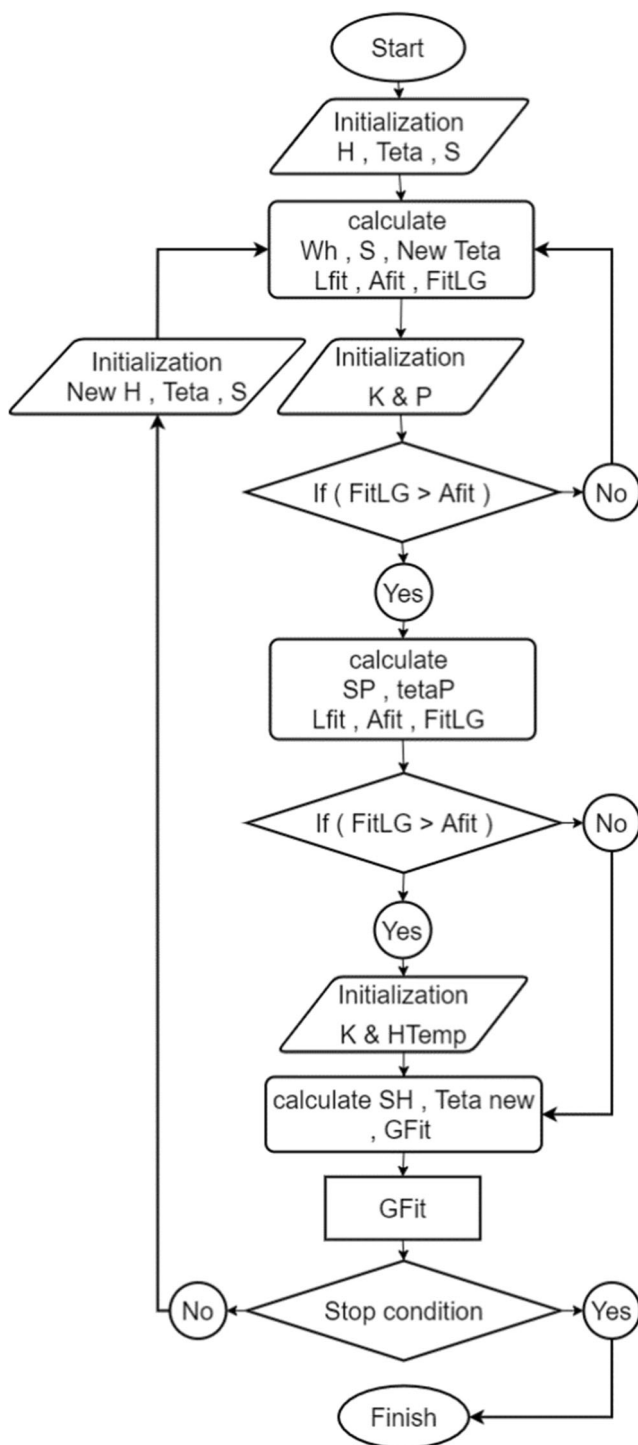 Start
Initialization
H , Teta , S
calculate
Wh , S , New Teta
Lfit , Afit , FitLG
Initialization
New H , Teta , S
Initialization
K & P
If ( FitLG > Afit )
No
Yes
calculate
SP , tetaP
Lfit , Afit , FitLG
If ( FitLG > Afit )
No
Yes
Initialization
K & HTemp
calculate SH , Teta new
, GFit
GFit
No
Stop condition
Yes
Finish